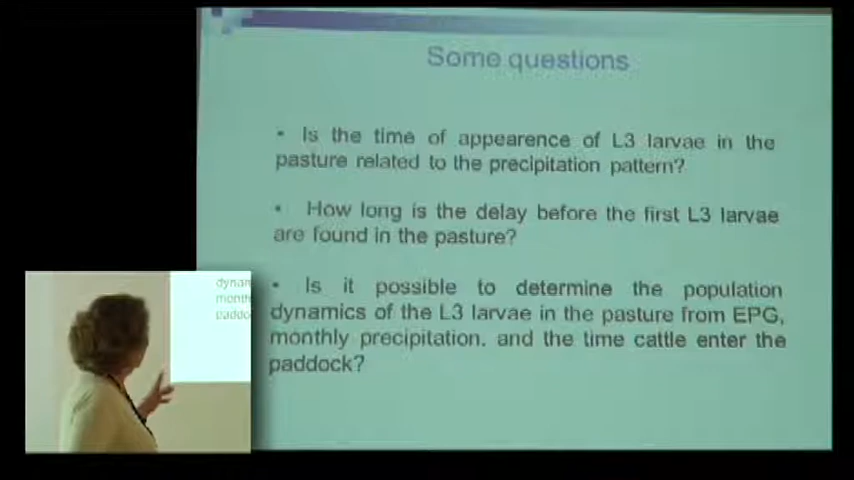 Some questions
• Is the time of appearence of L3 larvae in the
pasture related to the precipitation pattern?
• How long is the delay before the first L3 larvae
are found in the pasture?
• Is it possible to determine the population
dynamics of the L3 larvae in the pasture from EPG,
monthly precipitation. and the time cattle enter the
paddock?
dynam
month
paddo